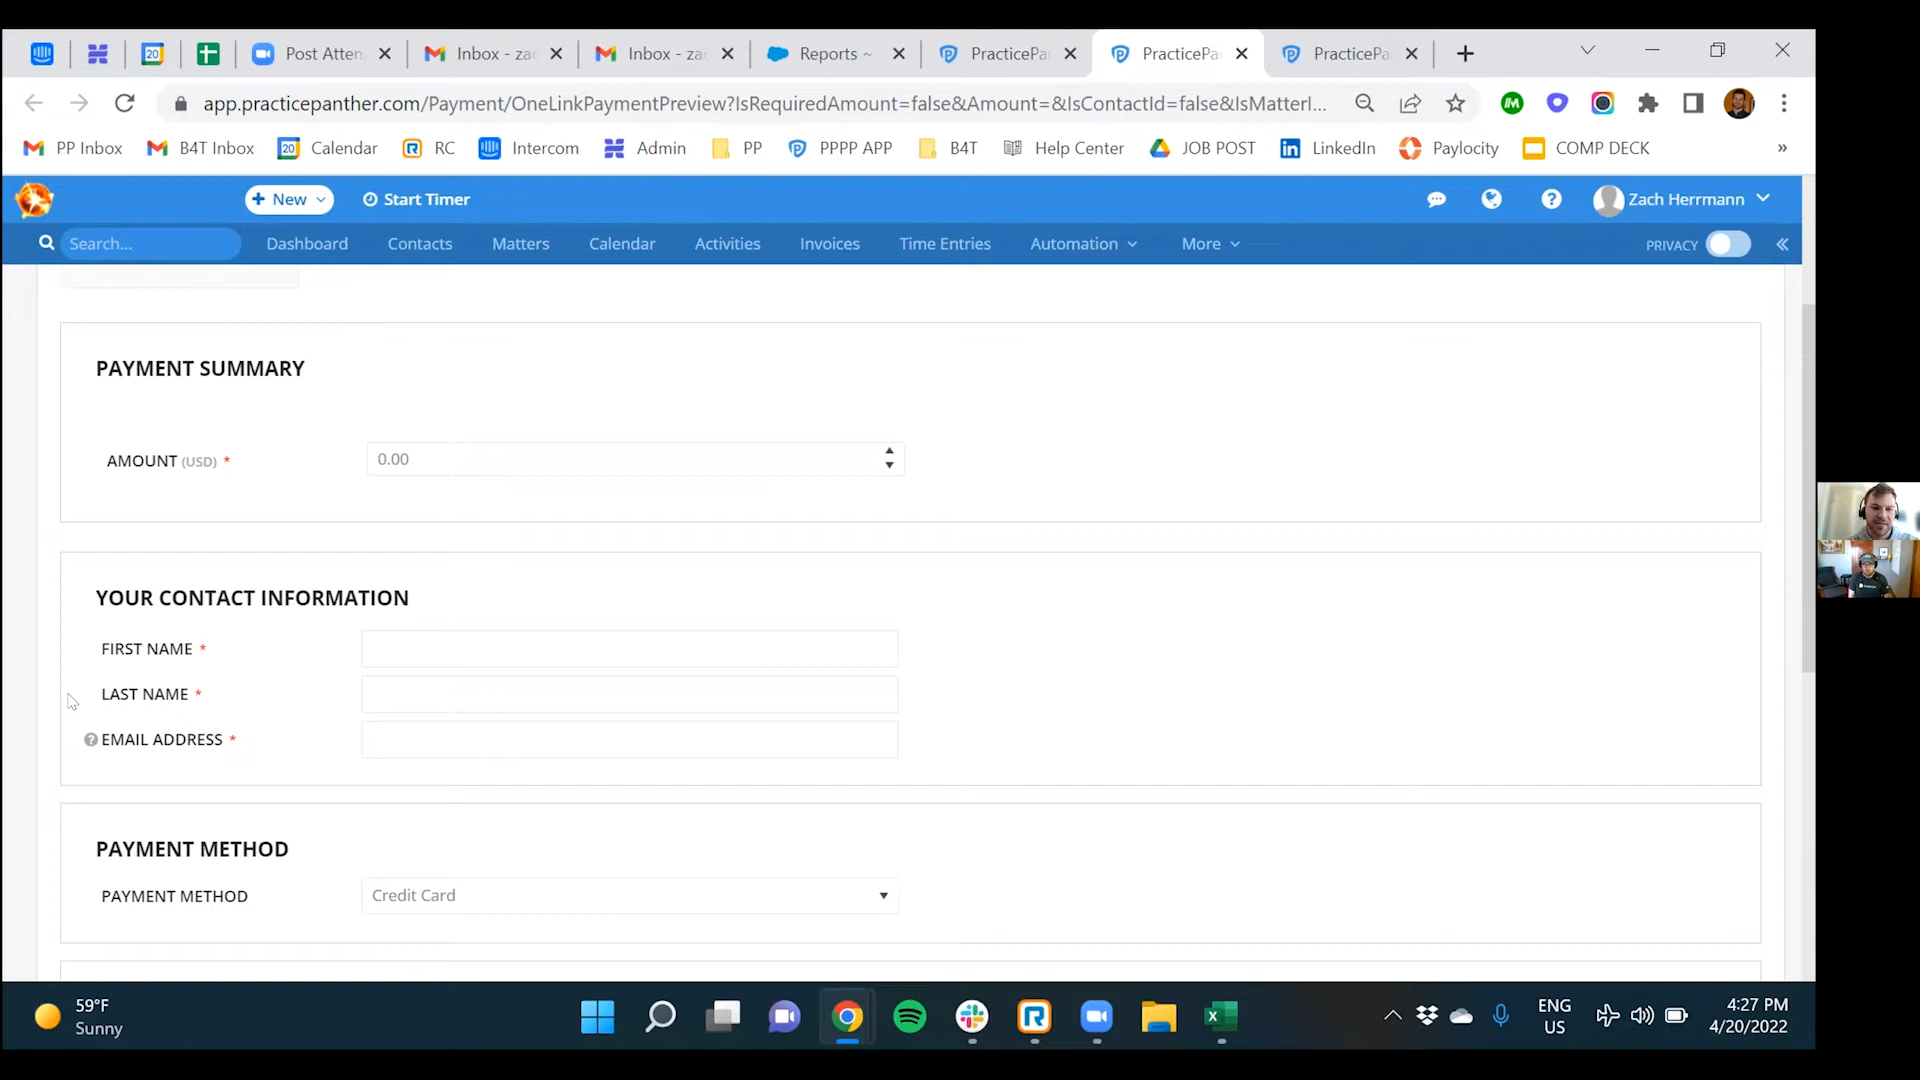 20
Post Atten
Inbox - zac
Inbox - zac
Reports ~
PracticePa
PracticePa
PracticePa
app.practicepanther.com/Payment/OneLinkPaymentPreview?IsRequiredAmount=false&Amount=&IsContactId=false&IsMatterI...
PP Inbox
B4T Inbox
20
Calendar
RC
Intercom
Admin
PP
PPPP APP
B4T
Help Center
JOB POST
LinkedIn
Paylocity
COMP DECK
»
+ New
Start Timer
Zach Herrmann
Search...
Dashboard
Contacts
Matters
Calendar
Activities
Invoices
Time Entries
Automation
More
PRIVACY
PAYMENT SUMMARY
AMOUNT (USD) *
0.00
YOUR CONTACT INFORMATION
FIRST NAME *
LAST NAME *
EMAIL ADDRESS *
PAYMENT METHOD
PAYMENT METHOD
Credit Card
59°F
Sunny
ENG
US
4:27 PM
4/20/2022